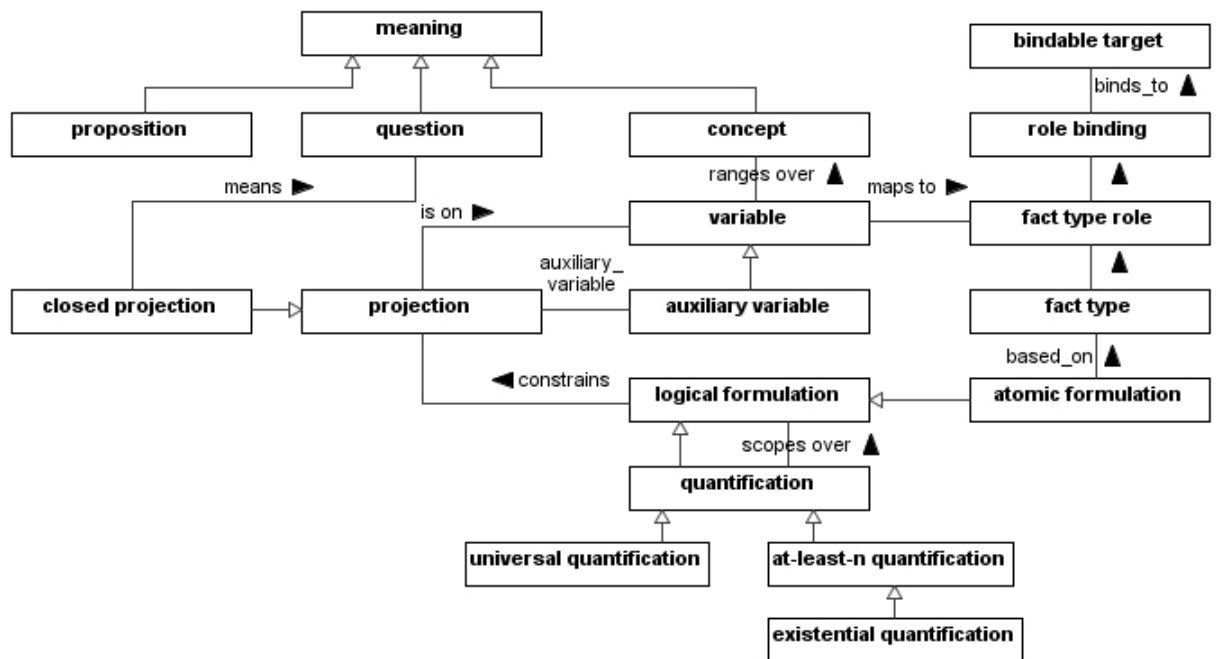 meaning
bindable target
binds_to
proposition
question
concept
role binding
means
ranges over
maps to
is on
variable
fact type role
auxiliary_
variable
closed projection
projection
auxiliary variable
fact type
based_on
constrains
logical formulation
atomic formulation
scopes over
quantification
universal quantification
at-least-n quantification
existential quantification